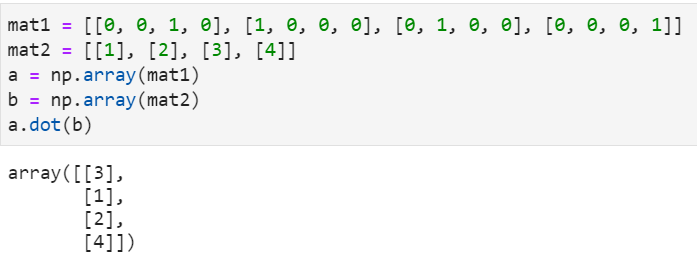 mat1 = [[0, 0, 1, 0], [1, 0, 0, 0], [0, 1, 0, 0], [0, 0, 0, 1]]
mat2 = [[1], [2], [3], [4]]
a = np.array(mat1)
b = np.array(mat2)
a.dot(b)
array([[3],
       [1],
       [2],
       [4]])